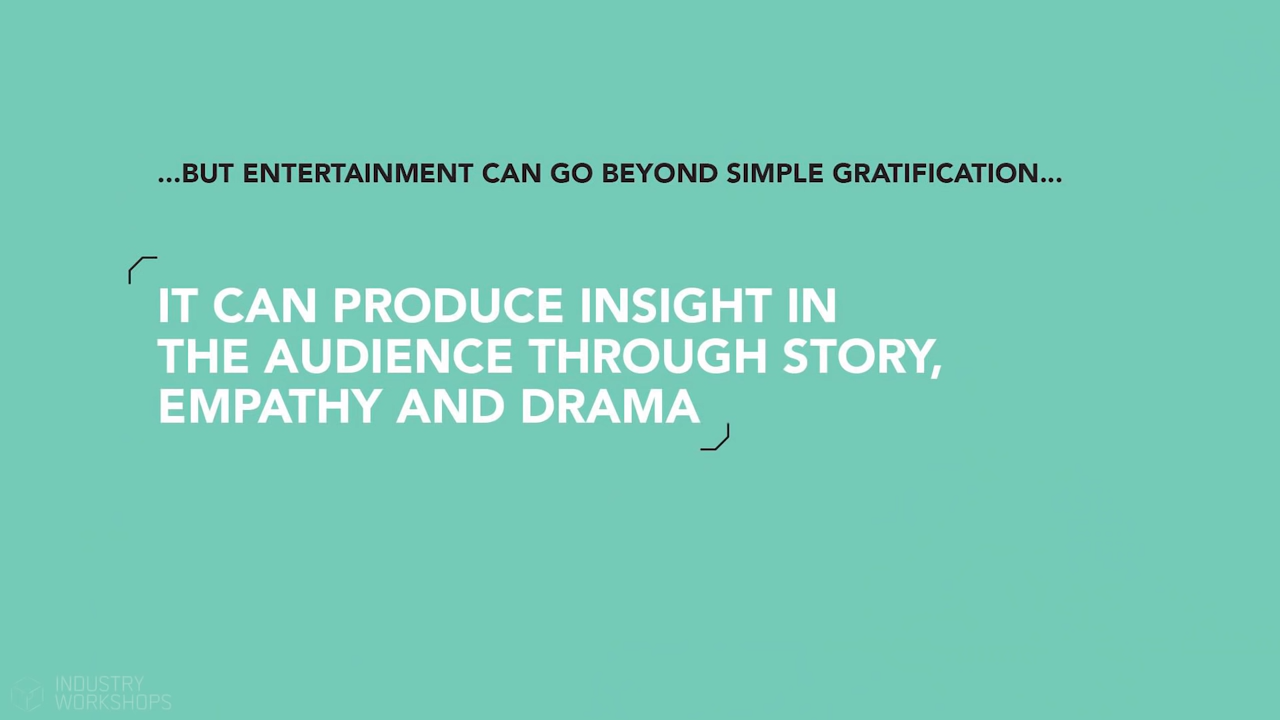 ...BUT ENTERTAINMENT CAN GO BEYOND SIMPLE GRATIFICATION...
IT CAN PRODUCE INSIGHT IN
THE AUDIENCE THROUGH STORY,
EMPATHY AND DRAMA
INDUSTRY
WORKSHOPS